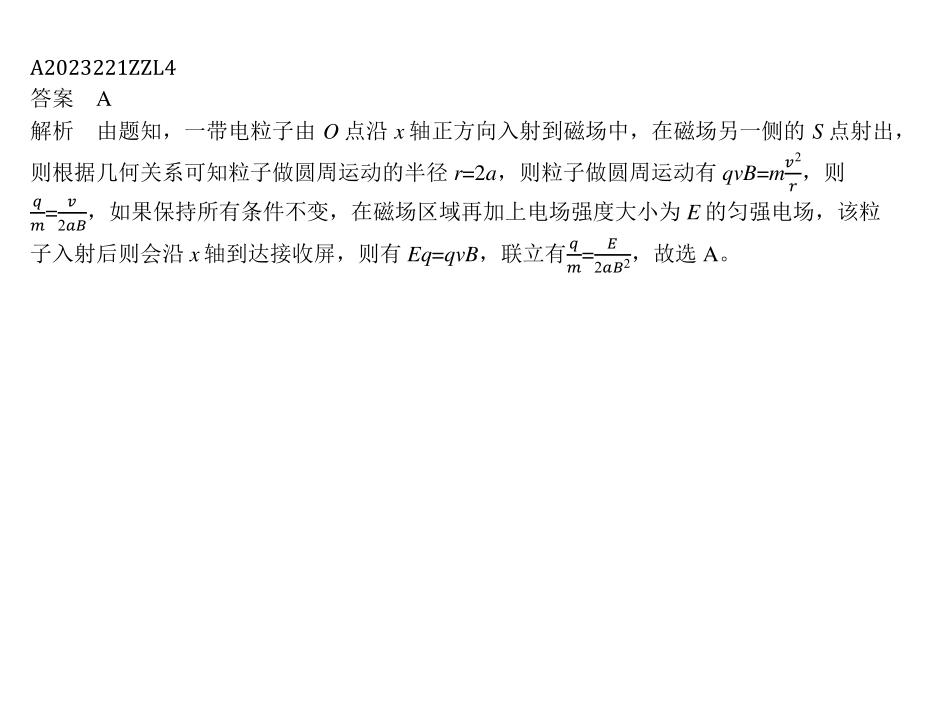 A2023221ZZL4
答案 A
解析 由题知，一带电粒子由 O 点沿 x 轴正方向入射到磁场中，在磁场另一侧的 S 点射出，
则根据几何关系可知粒子做圆周运动的半径 r=2a，则粒子做圆周运动有 qvB=m\frac{v^2}{r}，则
\frac{q}{m}=\frac{v}{2aB}，如果保持所有条件不变，在磁场区域再加上电场强度大小为 E 的匀强电场，该粒
子入射后则会沿 x 轴到达接收屏，则有 Eq=qvB，联立有\frac{q}{m}=\frac{E}{2aB^2}，故选 A。